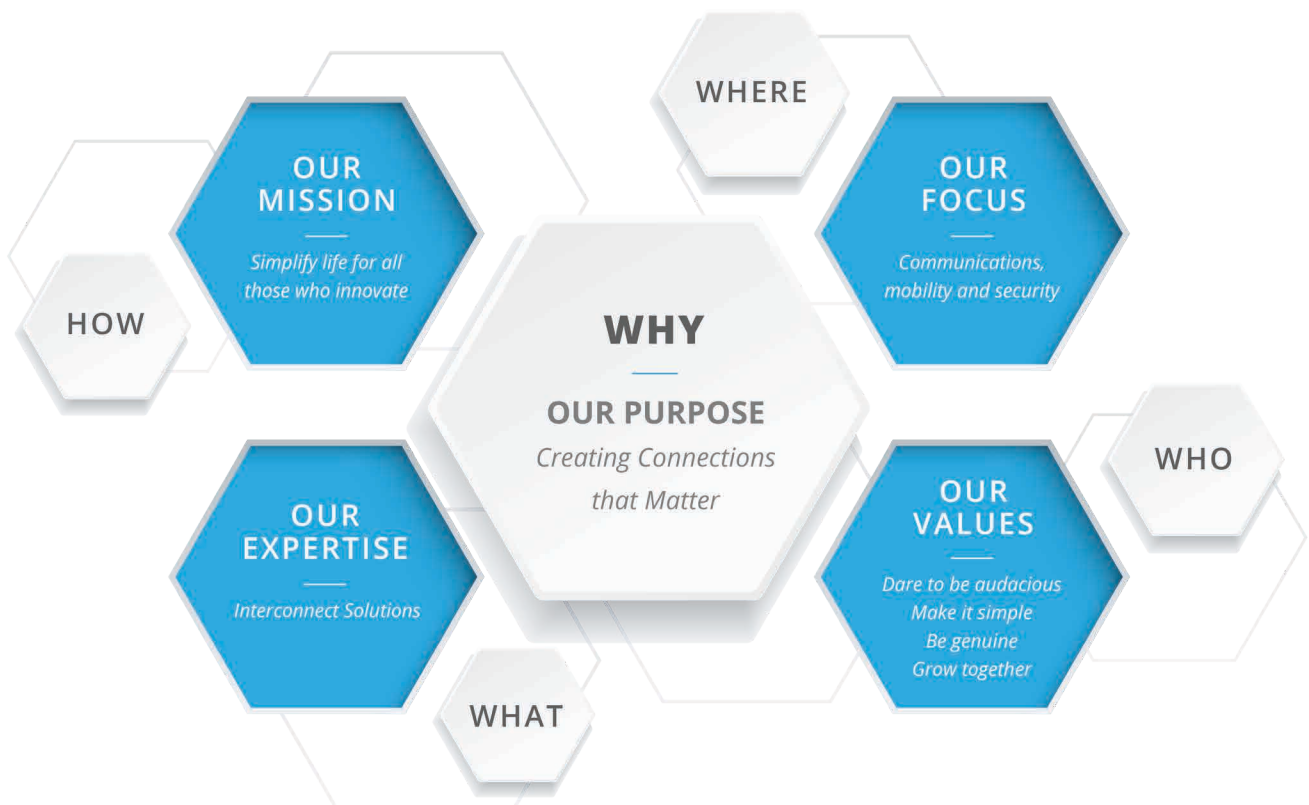 WHERE
OUR
MISSION
Simplify life for all
those who innovate
OUR
FOCUS
Communications,
mobility and security
HOW
WHY
OUR PURPOSE
Creating Connections
that Matter
WHO
OUR
EXPERTISE
Interconnect Solutions
OUR
VALUES
Dare to be audacious
Make it simple
Be genuine
Grow together
WHAT